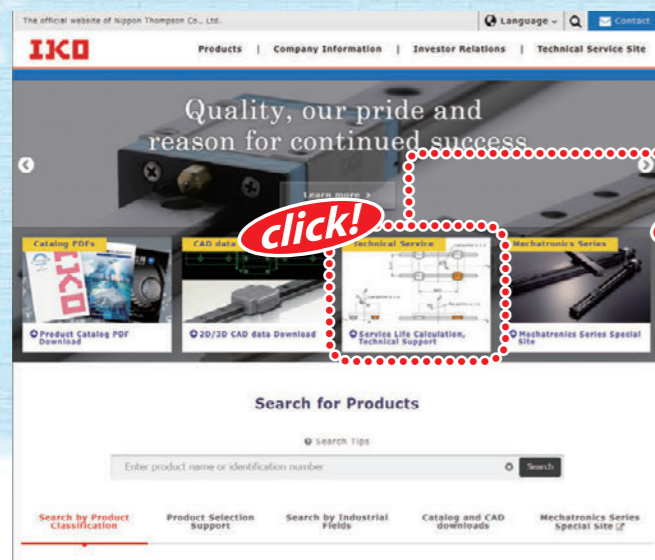 The official website of Nippon Thompson Co., Ltd.
Language
Contact
IKO
Products | Company Information | Investor Relations | Technical Service Site
Quality, our pride and
reason for continued success
Learn more >
click!
Catalog PDFs
CAD data
Technical Service
Mechatronics Series
IKO
Product Catalog PDF
Download
2D/3D CAD data Download
Service Life Calculation,
Technical Support
Mechatronics Series Special
Site
Search for Products
Search Tips
Enter product name or identification number
Search
Search by Product
Classification
Product Selection
Support
Search by Industrial
Fields
Catalog and CAD
downloads
Mechatronics Series
Special Site